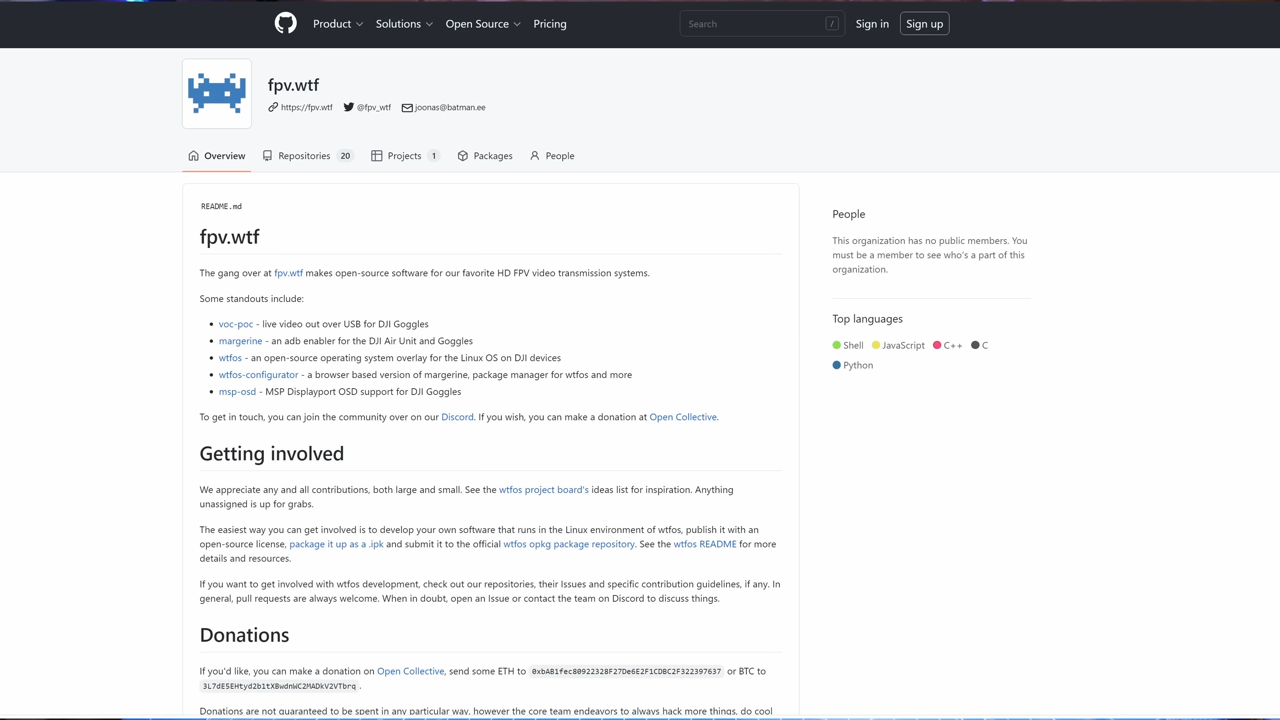 Product Solutions Open Source Pricing Search / Sign in Sign up
fpv.wtf
https://fpv.wtf @fpv_wtf joonas@batman.ee
Overview Repositories 20 Projects 1 Packages People
README.md
fpv.wtf
The gang over at fpv.wtf makes open-source software for our favorite HD FPV video transmission systems.
Some standouts include:
• voc-poc - live video out over USB for DJI Goggles
• margerine - an adb enabler for the DJI Air Unit and Goggles
• wtfos - an open-source operating system overlay for the Linux OS on DJI devices
• wtfos-configurator - a browser based version of margerine, package manager for wtfos and more
• msp-osd - MSP Displayport OSD support for DJI Goggles
To get in touch, you can join the community over on our Discord. If you wish, you can make a donation at Open Collective.
Getting involved
We appreciate any and all contributions, both large and small. See the wtfos project board's ideas list for inspiration. Anything
unassigned is up for grabs.
The easiest way you can get involved is to develop your own software that runs in the Linux environment of wtfos, publish it with an
open-source license, package it up as a .ipk and submit it to the official wtfos opkg package repository. See the wtfos README for more
details and resources.
If you want to get involved with wtfos development, check out our repositories, their Issues and specific contribution guidelines, if any. In
general, pull requests are always welcome. When in doubt, open an Issue or contact the team on Discord to discuss things.
Donations
If you'd like, you can make a donation on Open Collective, send some ETH to 0xbAB1fec80922328F27De6E2F1CDBC2F322397637 or BTC to
3L7dE5EHtyd2b1tXBwdnWC2MADkV2VTbrq .
Donations are not guaranteed to be spent in any particular way, however the core team endeavors to always hack more things, do cool
People
This organization has no public members. You
must be a member to see who's a part of this
organization.
Top languages
Shell JavaScript C++ C
Python